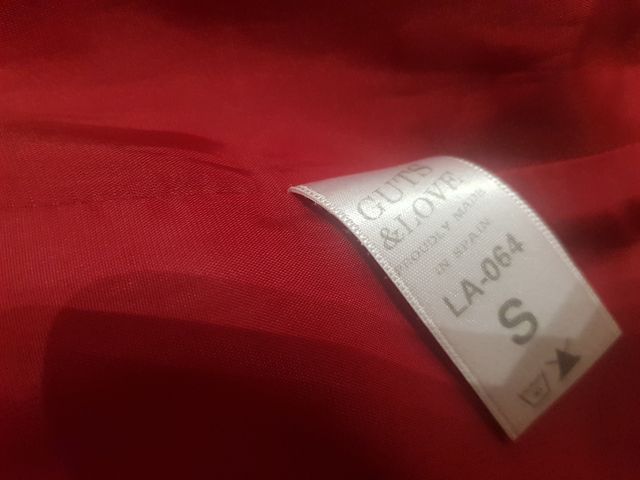 GUTS
&LOVE
PROUDLY MADE
IN SPAIN
LA-064
S